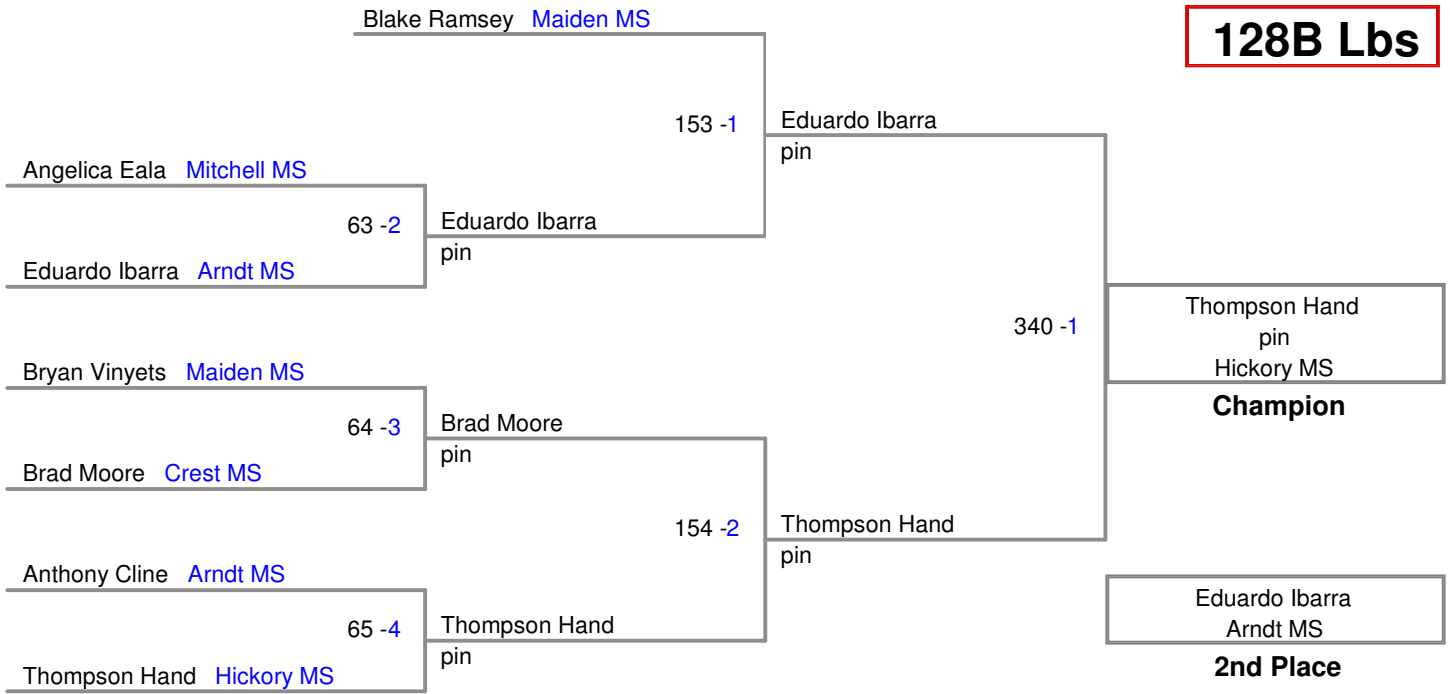 Blake Ramsey Maiden MS
128B Lbs
153 -1
Eduardo Ibarra
pin
Angelica Eala Mitchell MS
63 -2
Eduardo Ibarra
pin
Eduardo Ibarra Arndt MS
340 -1
Thompson Hand
pin
Hickory MS
Champion
Bryan Vinyets Maiden MS
64 -3
Brad Moore
pin
Brad Moore Crest MS
154 -2
Thompson Hand
pin
Anthony Cline Arndt MS
65 -4
Thompson Hand
pin
Thompson Hand Hickory MS
Eduardo Ibarra
Arndt MS
2nd Place